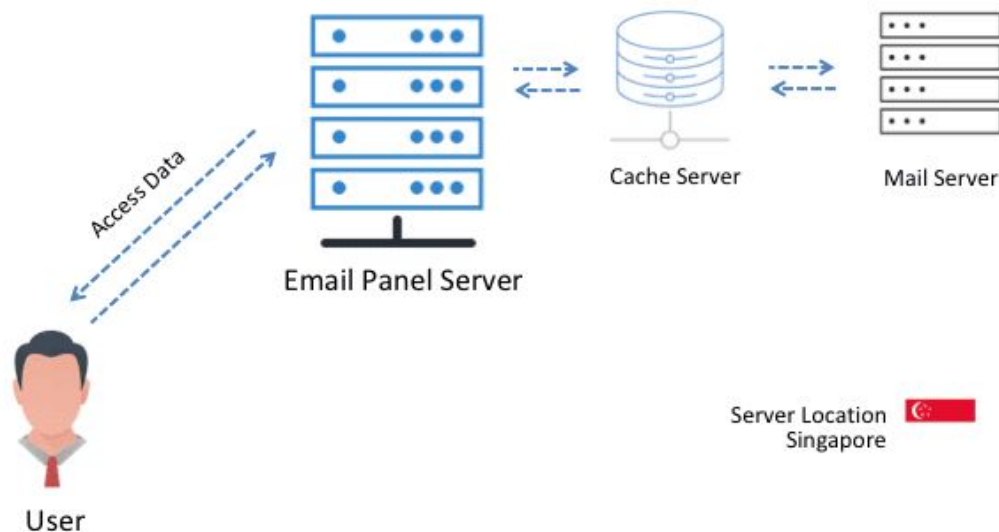 Access Data
Email Panel Server
Cache Server
Mail Server
Server Location
Singapore
User